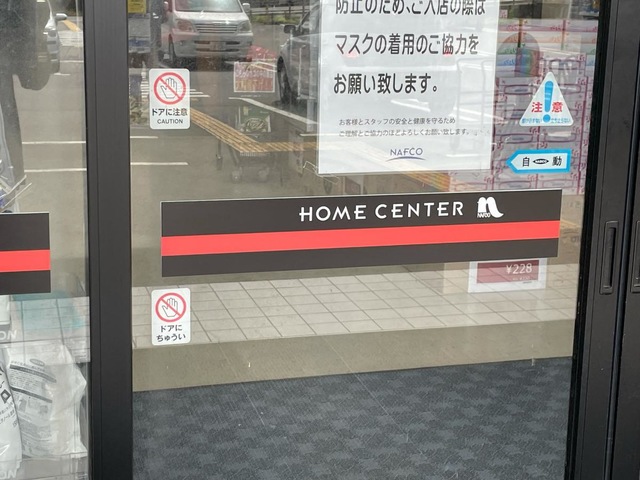 防止のため、ご入店の際は
マスクの着用のご協力を
お願い致します。
お客様とスタッフの安全と健康を守るため
ご理解とご協力のほどよろしくお願い致します。
NAFCO
ドアに注意
CAUTION
注意
自動
HOME CENTER
NAFCO
¥228
ドアに
ちゅうい